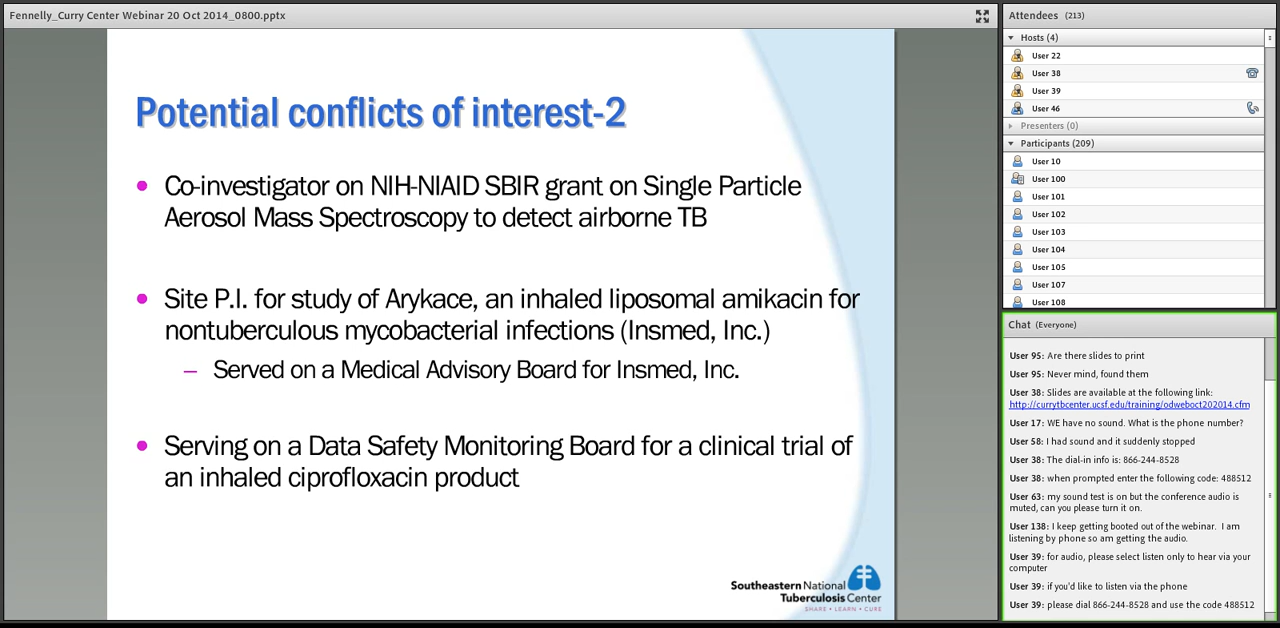 Fennelly_Curry Center Webinar 20 Oct 2014_0800.pptx
Potential conflicts of interest-2
Co-investigator on NIH-NIAID SBIR grant on Single Particle
Aerosol Mass Spectroscopy to detect airborne TB
Site P.I. for study of Arykace, an inhaled liposomal amikacin for
nontuberculous mycobacterial infections (Insmed, Inc.)
– Served on a Medical Advisory Board for Insmed, Inc.
Serving on a Data Safety Monitoring Board for a clinical trial of
an inhaled ciprofloxacin product
Southeastern National
Tuberculosis Center
SHARE • LEARN • CURE
Attendees (213)
Hosts (4)
User 22
User 38
User 39
User 46
Presenters (0)
Participants (209)
User 10
User 100
User 101
User 102
User 103
User 104
User 105
User 107
User 108
Chat (Everyone)
User 95: Are there slides to print
User 95: Never mind, found them
User 38: Slides are available at the following link:
http://currytbcenter.ucsf.edu/training/odweboct202014.cfm
User 17: WE have no sound. What is the phone number?
User 58: I had sound and it suddenly stopped
User 38: The dial-in info is: 866-244-8528
User 38: when prompted enter the following code: 488512
User 63: my sound test is on but the conference audio is
muted, can you please turn it on.
User 138: I keep getting booted out of the webinar. I am
listening by phone so am getting the audio.
User 39: for audio, please select listen only to hear via your
computer
User 39: if you'd like to listen via the phone
User 39: please dial 866-244-8528 and use the code 488512